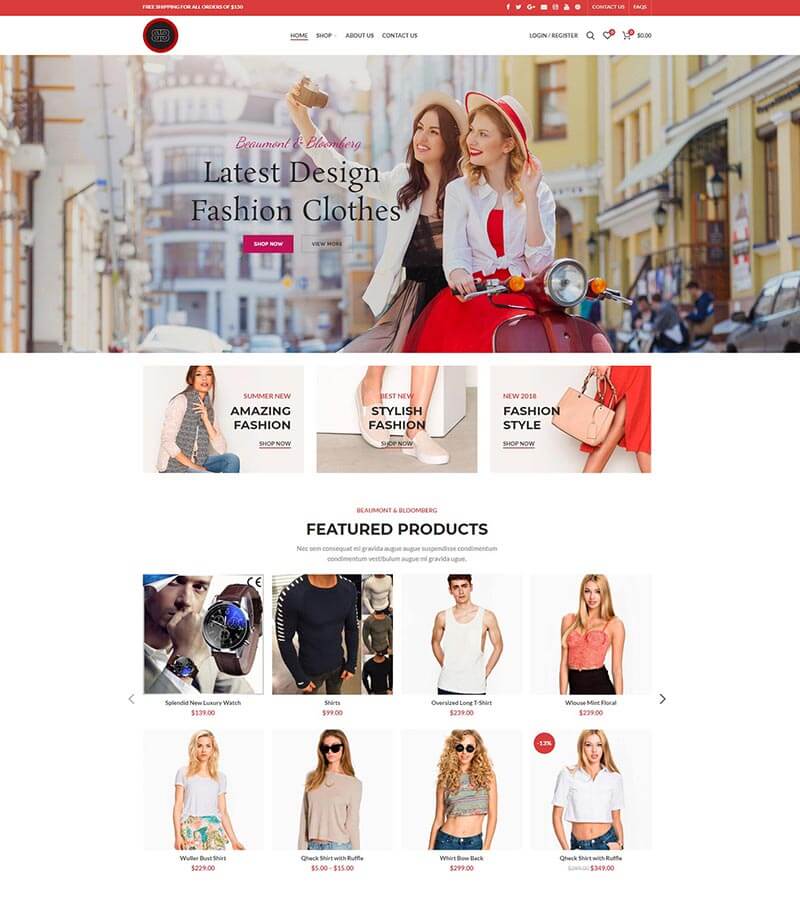 FREE SHIPPING FOR ALL ORDERS OF $150
CONTACT US
FAQS
HOME
SHOP
ABOUT US
CONTACT US
LOGIN / REGISTER
0
0
$0.00
Beaumont & Bloomberg
Latest Design
Fashion Clothes
SHOP NOW
VIEW MORE
SUMMER NEW
AMAZING
FASHION
SHOP NOW
BEST NEW
STYLISH
FASHION
SHOP NOW
NEW 2018
FASHION
STYLE
SHOP NOW
BEAUMONT & BLOOMBERG
FEATURED PRODUCTS
Nec sem consequat mi gravida augue augue suspendisse condimentum
condimentum vestibulum augue mi gravida ugue.
CE
Splendid New Luxury Watch
$139.00
Shirts
$99.00
Oversized Long T-Shirt
$239.00
Wlouse Mint Floral
$239.00
Wuller Bust Shirt
$229.00
Qheck Shirt with Ruffle
$5.00 – $15.00
Whirt Bow Back
$299.00
-13%
Qheck Shirt with Ruffle
$349.00